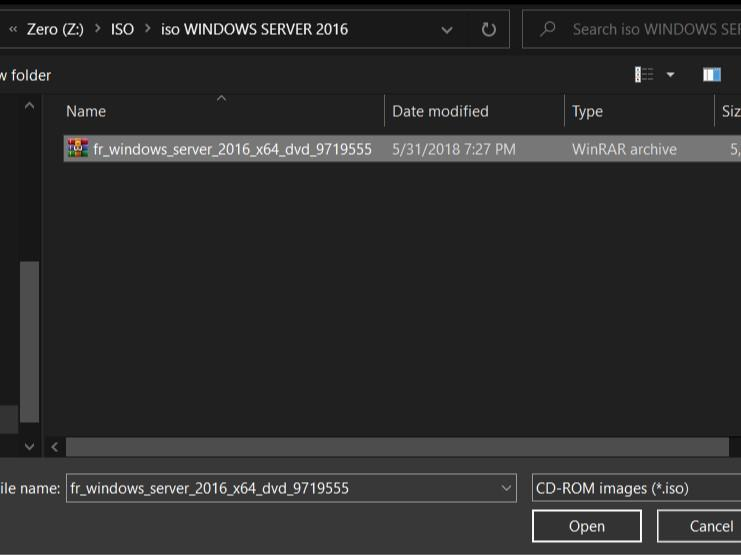 « Zero (Z:) > ISO > iso WINDOWS SERVER 2016 Search iso WINDOWS SEF
w folder
Name Date modified Type Siz
fr_windows_server_2016_x64_dvd_9719555 5/31/2018 7:27 PM WinRAR archive 5,
ile name: fr_windows_server_2016_x64_dvd_9719555 CD-ROM images (*.iso)
Open Cancel